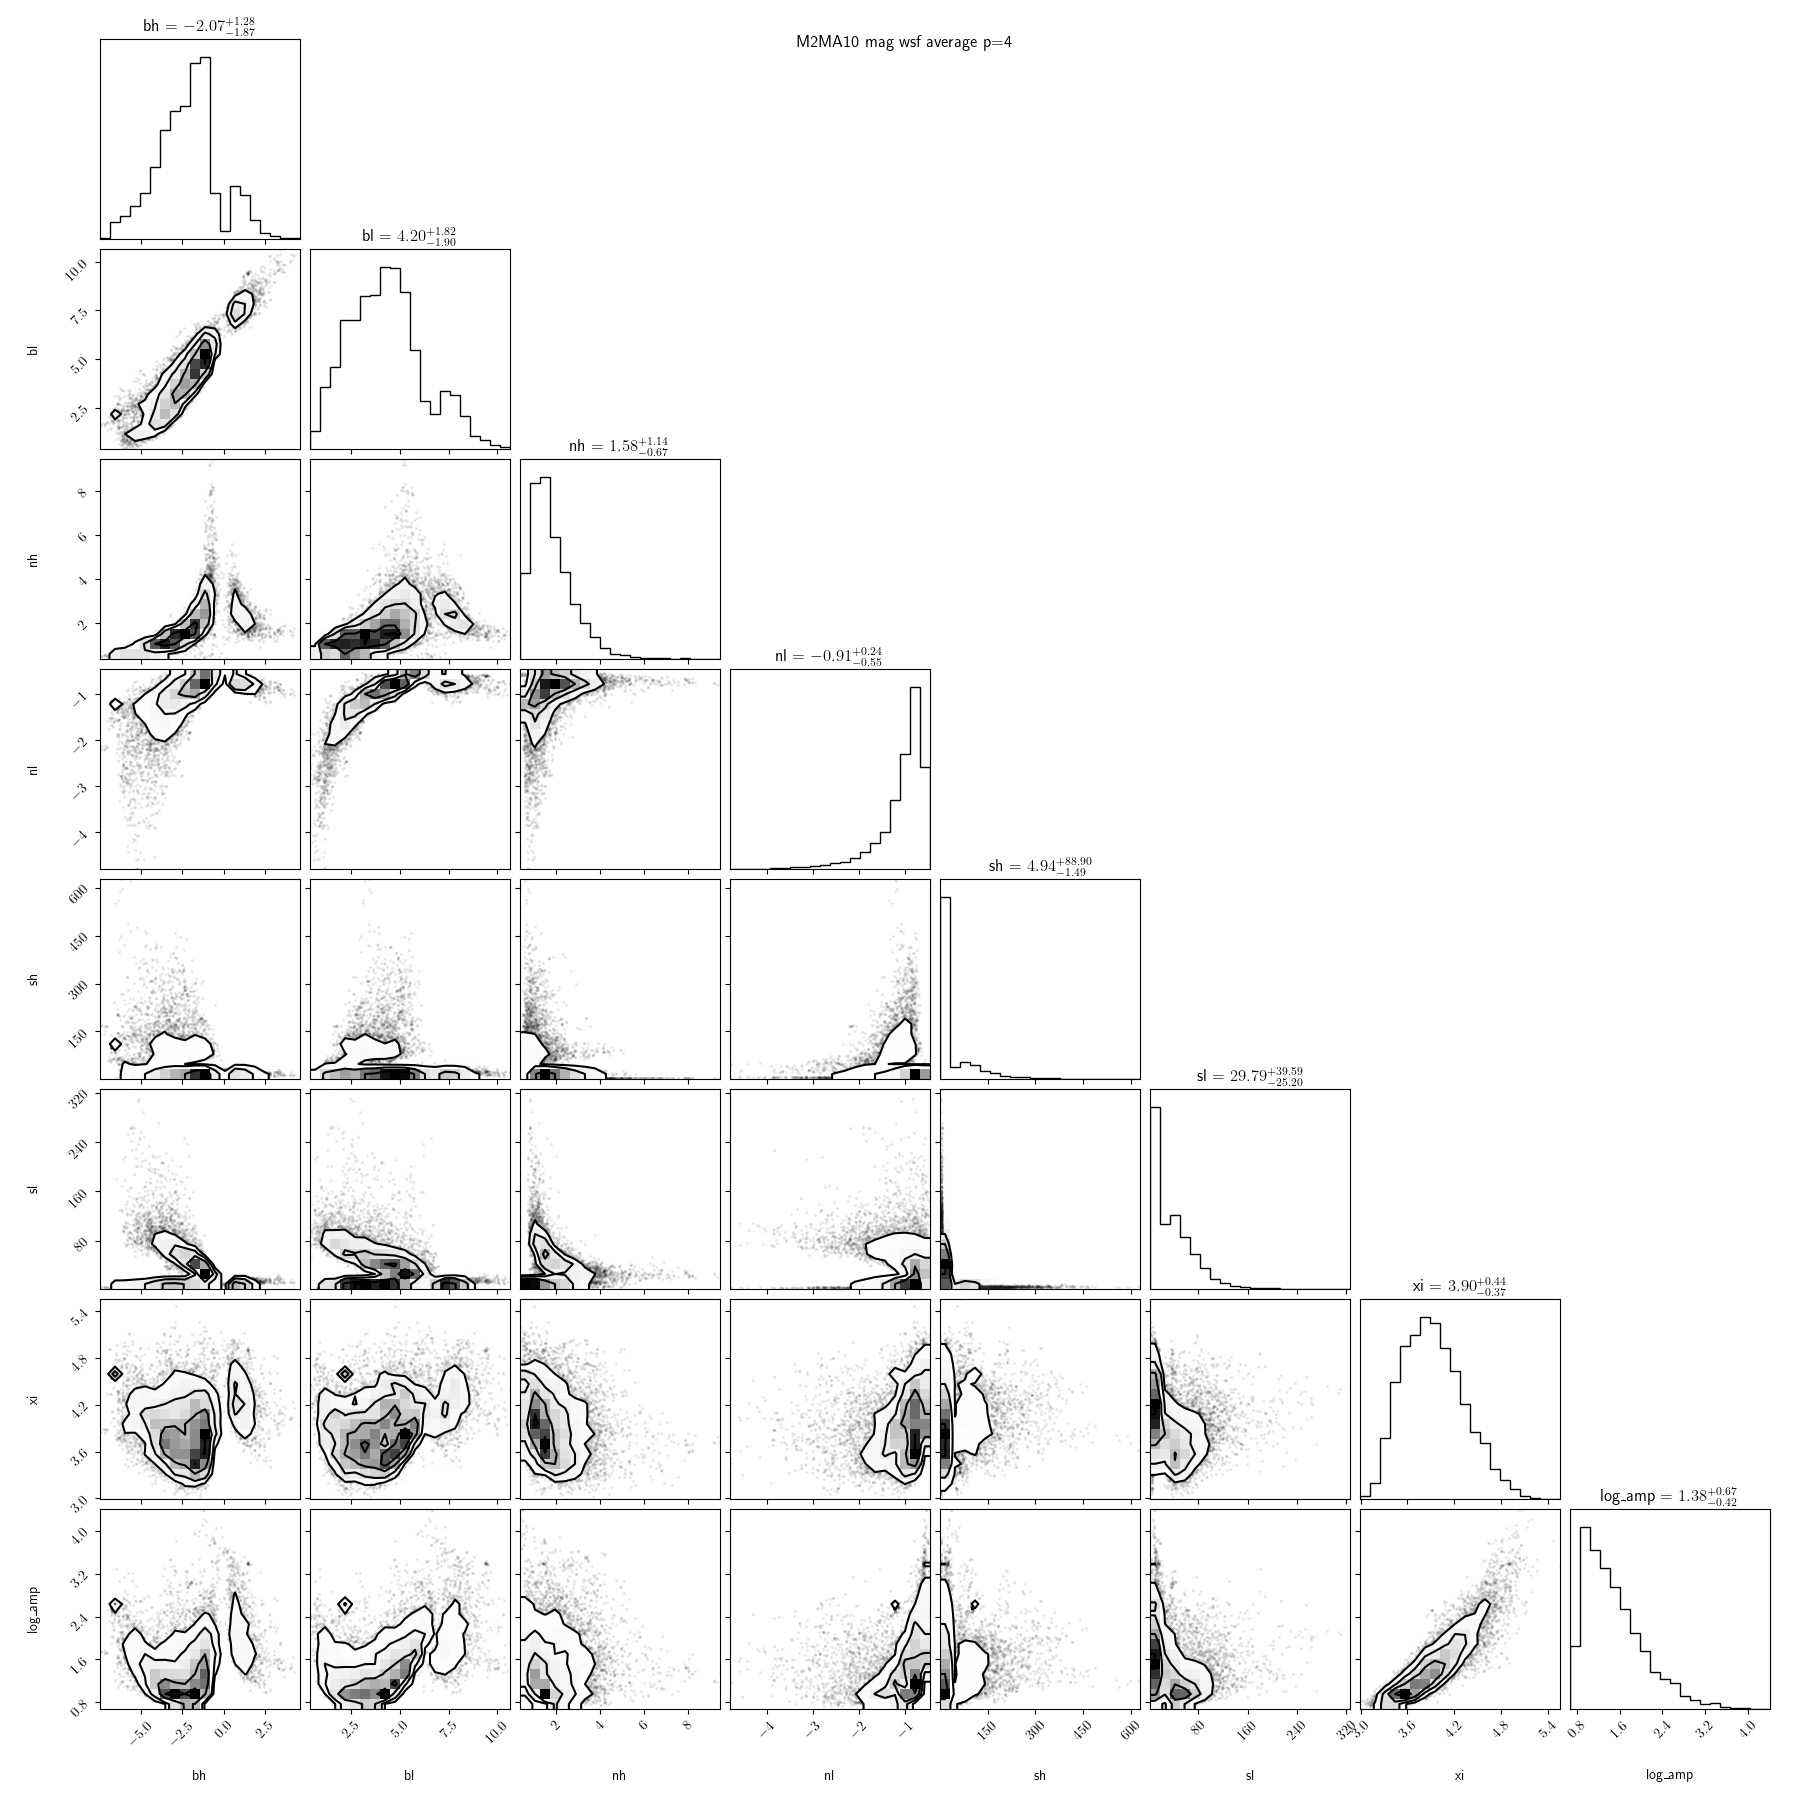 M2MA10 mag wsf average p=4
bh = −2.07+1.28−1.87
bl = 4.20+1.82−1.90
10.0
7.5
5.0
2.5
bl
nh = 1.58+1.14−0.67
8
6
4
2
nh
nl = −0.91+0.24−0.55
−1
−2
−3
−4
nl
sh = 4.94+88.90−1.49
600
450
300
150
sh
sl = 29.79+39.59−25.20
320
240
160
80
sl
xi = 3.90+0.44−0.37
5.4
4.8
4.2
3.6
3.0
xi
log_amp = 1.38+0.67−0.42
4.0
3.2
2.4
1.6
0.8
log_amp
−5.0 −2.5 0.0 2.5 2.5 5.0 7.5 10.0 2 4 6 8 −4 −3 −2 −1 150 300 450 600 80 160 240 320 3.0 3.6 4.2 4.8 5.4 0.8 1.6 2.4 3.2 4.0
bh bl nh nl sh sl xi log_amp